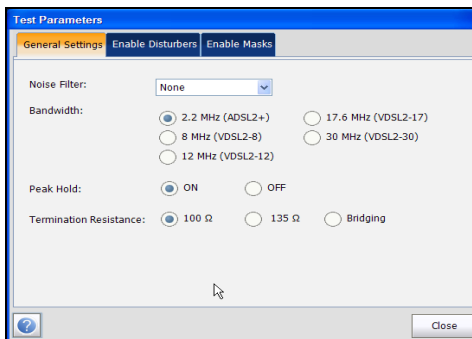 Test Parameters
General Settings Enable Disturbers Enable Masks
Noise Filter: None
Bandwidth: 2.2 MHz (ADSL2+) 17.6 MHz (VDSL2-17)
8 MHz (VDSL2-8) 30 MHz (VDSL2-30)
12 MHz (VDSL2-12)
Peak Hold: ON OFF
Termination Resistance: 100 Ω 135 Ω Bridging
? Close